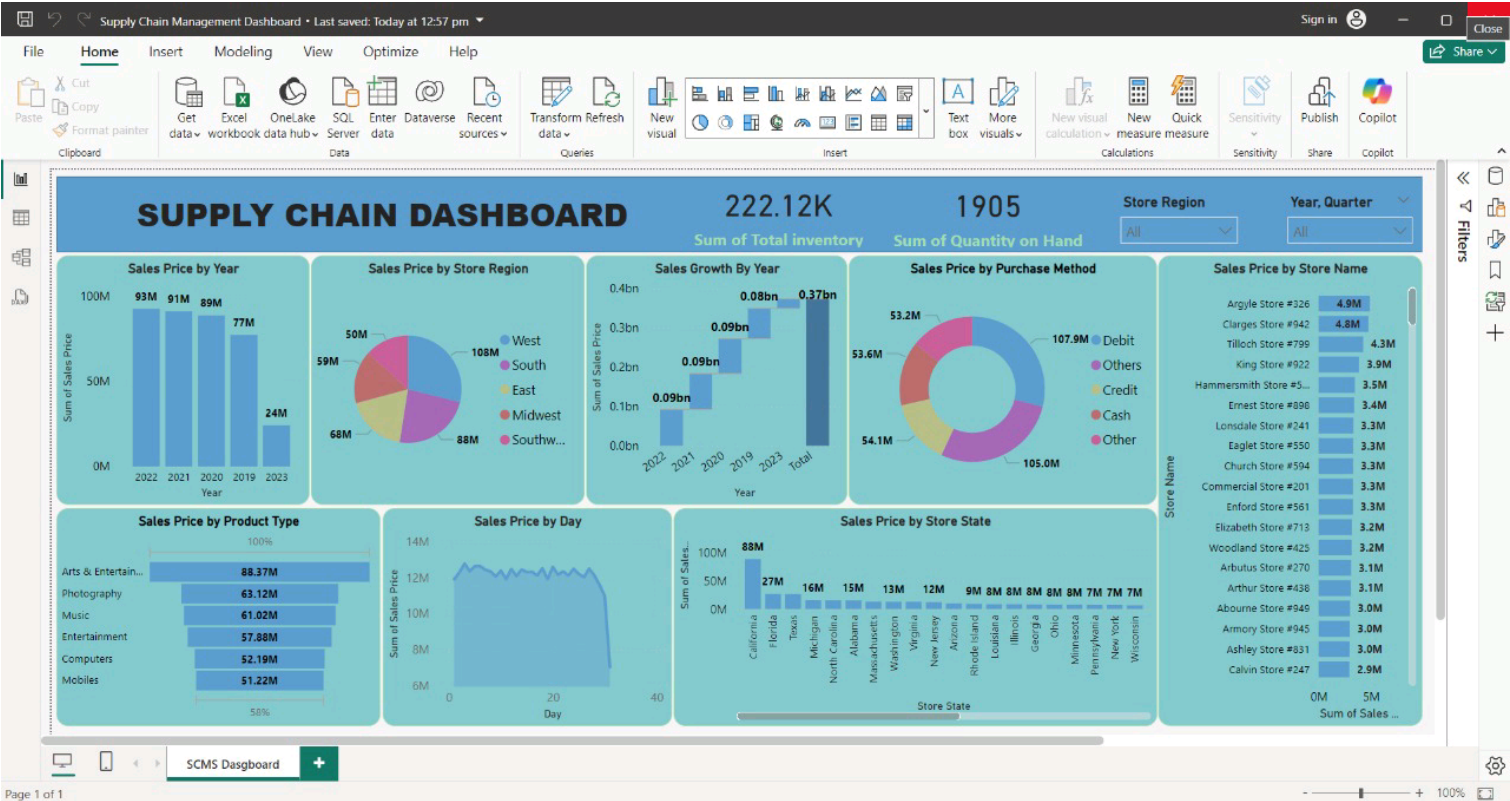 Supply Chain Management Dashboard • Last saved: Today at 12:57 pm
Sign in
Close
File Home Insert Modeling View Optimize Help
Share
Paste
Cut
Copy
Format painter
Clipboard
Get data
Excel workbook
OneLake data hub
SQL Server
Enter data
Dataverse
Recent sources
Data
Transform data
Refresh
Queries
New visual
Text box
More visuals
Insert
New visual calculation
New measure
Quick measure
Calculations
Sensitivity
Sensitivity
Publish
Share
Copilot
Copilot
SUPPLY CHAIN DASHBOARD
222.12K
Sum of Total inventory
1905
Sum of Quantity on Hand
Store Region
All
Year, Quarter
All
Filters
Sales Price by Year
Sum of Sales Price
100M
50M
0M
93M 91M 89M 77M 24M
2022 2021 2020 2019 2023
Year
Sales Price by Store Region
50M
59M
68M
88M
108M
West
South
East
Midwest
Southw...
Sales Growth By Year
Sum of Sales Price
0.4bn
0.3bn
0.2bn
0.1bn
0.0bn
0.09bn 0.09bn 0.09bn 0.08bn 0.37bn
2022 2021 2020 2019 2023 Total
Year
Sales Price by Purchase Method
53.2M
53.6M
54.1M
105.0M
107.9M
Debit
Others
Credit
Cash
Other
Sales Price by Store Name
Store Name
Argyle Store #326 4.9M
Clarges Store #942 4.8M
Tilloch Store #799 4.3M
King Store #922 3.9M
Hammersmith Store #5... 3.5M
Ernest Store #898 3.4M
Lonsdale Store #241 3.3M
Eaglet Store #550 3.3M
Church Store #594 3.3M
Commercial Store #201 3.3M
Enford Store #561 3.3M
Elizabeth Store #713 3.2M
Woodland Store #425 3.2M
Arbutus Store #270 3.1M
Arthur Store #438 3.1M
Abourne Store #949 3.0M
Armory Store #945 3.0M
Ashley Store #831 3.0M
Calvin Store #247 2.9M
0M 5M
Sum of Sales ...
Sales Price by Product Type
100%
Arts & Entertain... 88.37M
Photography 63.12M
Music 61.02M
Entertainment 57.88M
Computers 52.19M
Mobiles 51.22M
58%
Sales Price by Day
Sum of Sales Price
14M
12M
10M
8M
6M
0 20 40
Day
Sales Price by Store State
Sum of Sales...
100M
50M
0M
88M 27M 16M 15M 13M 12M 9M 8M 8M 8M 8M 8M 7M 7M 7M
California
Florida
Texas
Michigan
North Carolina
Alabama
Massachusetts
Washington
Virginia
New Jersey
Arizona
Rhode Island
Louisiana
Illinois
Georgia
Ohio
Minnesota
Pennsylvania
New York
Wisconsin
Store State
SCMS Dasgboard
Page 1 of 1
100%